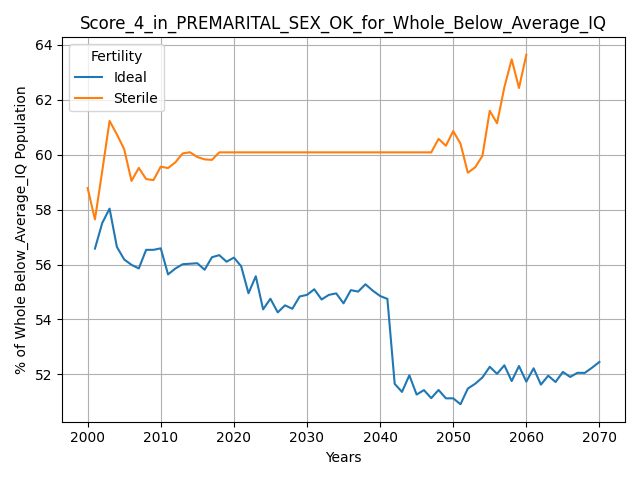 Score_4_in_PREMARITAL_SEX_OK_for_Whole_Below_Average_IQ
Fertility
Ideal
Sterile
% of Whole Below_Average_IQ Population
64
62
60
58
56
54
52
2000 2010 2020 2030 2040 2050 2060 2070
Years